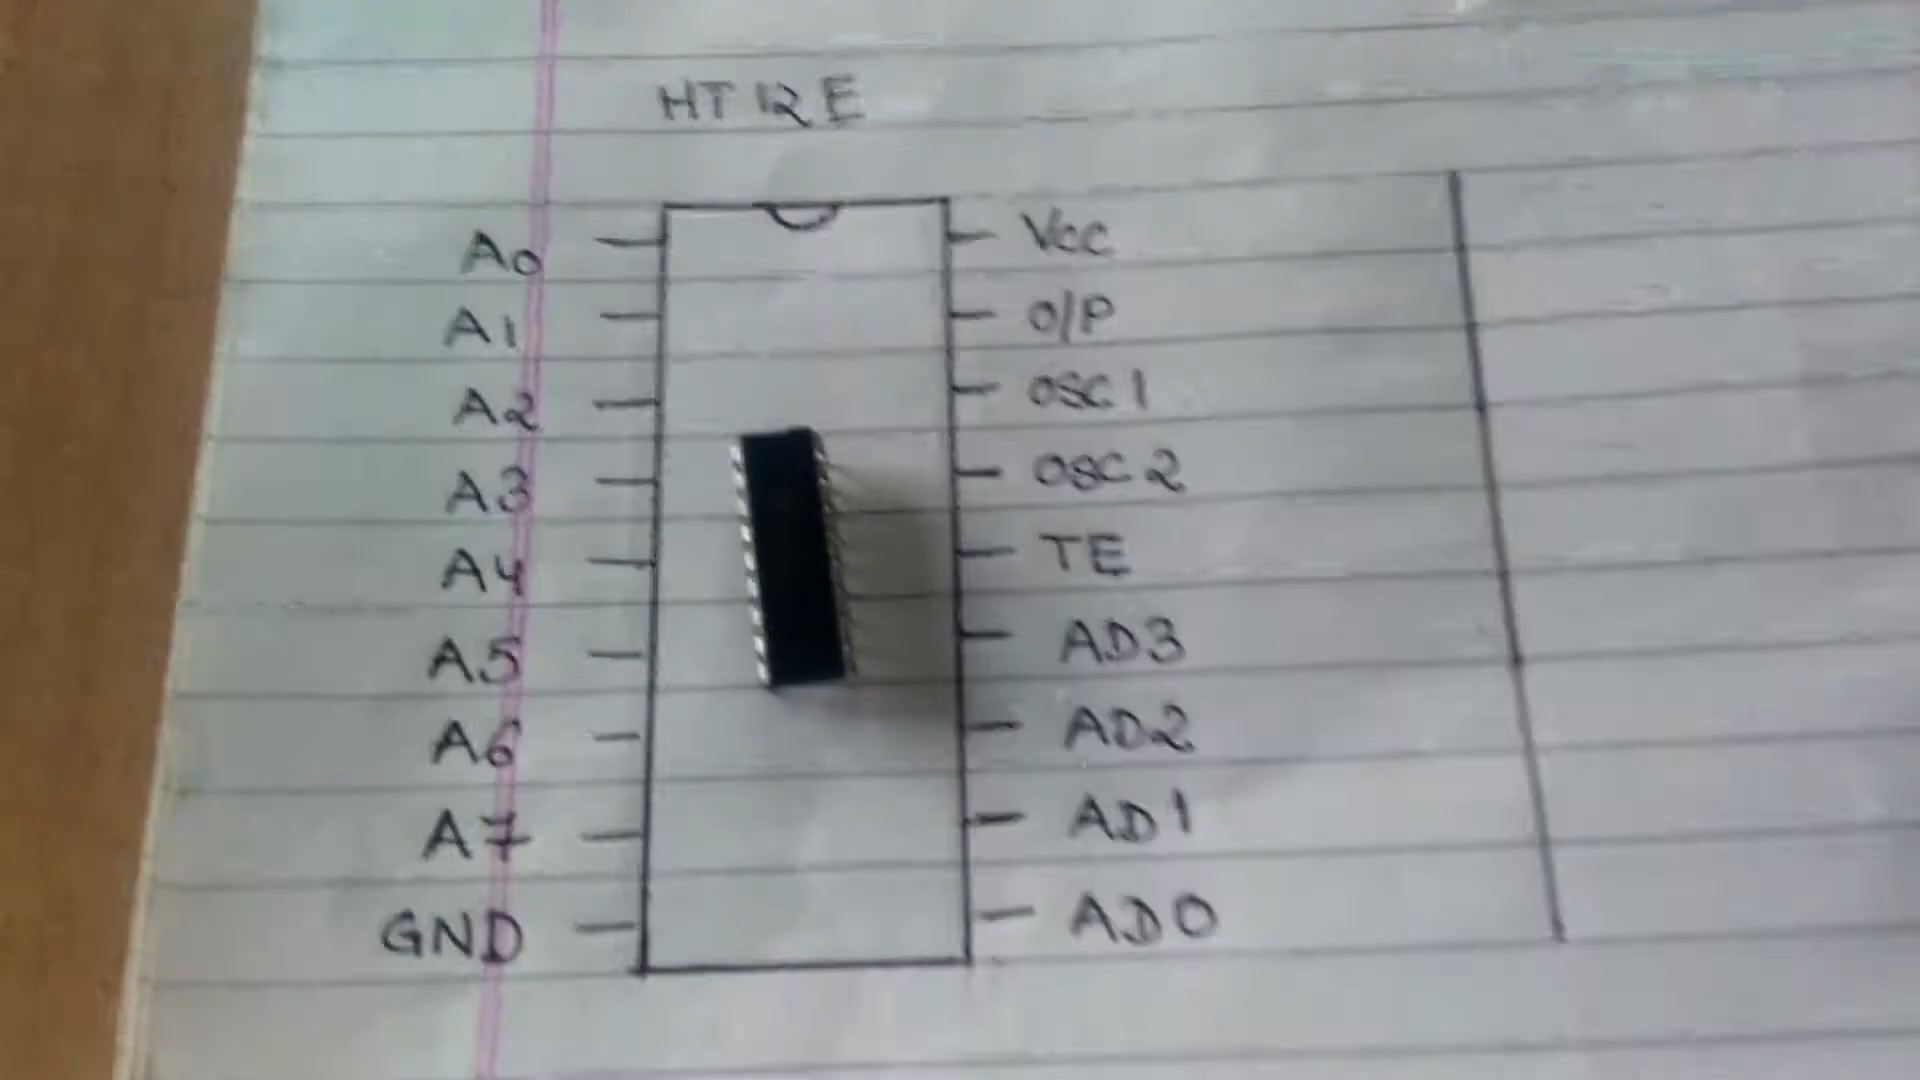 HT12E
A0 Vcc
A1 O/P
A2 OSC1
A3 OSC2
A4 TE
A5 AD3
A6 AD2
A7 AD1
GND AD0